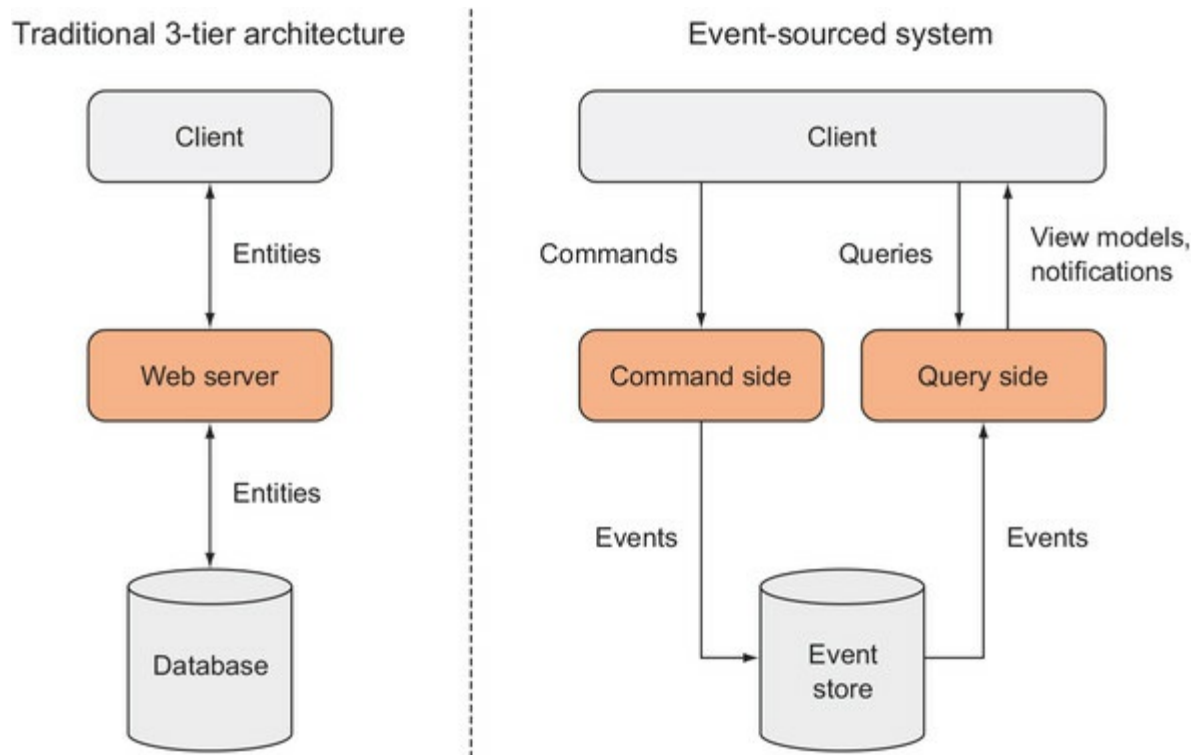 Traditional 3-tier architecture
Client
Entities
Web server
Entities
Database
Event-sourced system
Client
Commands
Queries
View models,
notifications
Command side
Query side
Events
Events
Event
store